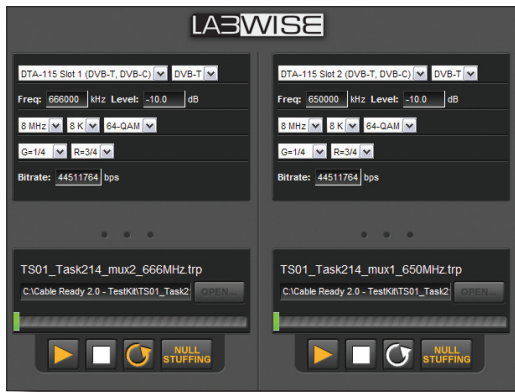 LABWISE
DTA-115 Slot 1 (DVB-T, DVB-C) DVB-T
Freq: 666000 kHz Level: -10.0 dB
8 MHz 8 K 64-QAM
G=1/4 R=3/4
Bitrate: 44511764 bps
TS01_Task214_mux2_666MHz.trp
C:\Cable Ready 2.0 - TestKit\TS01_Task2 OPEN...
NULL STUFFING
DTA-115 Slot 2 (DVB-T, DVB-C) DVB-T
Freq: 650000 kHz Level: -10.0 dB
8 MHz 8 K 64-QAM
G=1/4 R=3/4
Bitrate: 44511764 bps
TS01_Task214_mux1_650MHz.trp
C:\Cable Ready 2.0 - TestKit\TS01_Task2 OPEN...
NULL STUFFING